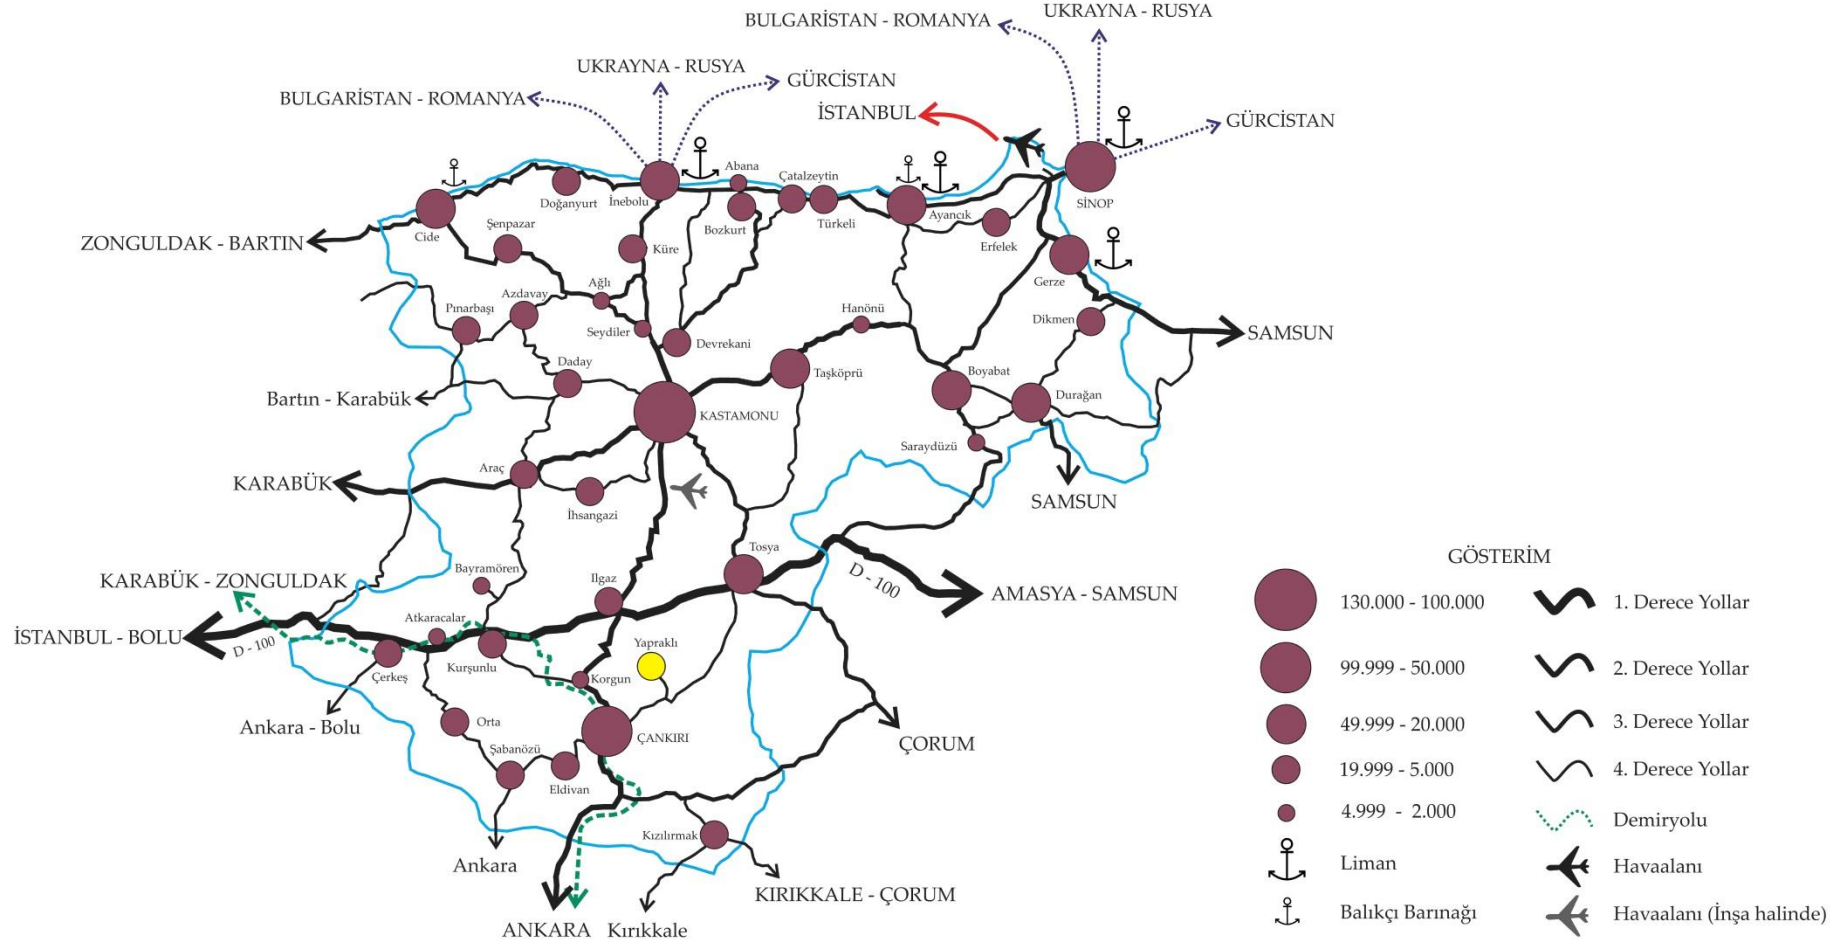 BULGARİSTAN - ROMANYA
UKRAYNA - RUSYA
UKRAYNA - RUSYA
GÜRCİSTAN
BULGARİSTAN - ROMANYA
İSTANBUL
GÜRCİSTAN
Abana
Çatalzeytin
Doğanyurt
İnebolu
SİNOP
Cide
Şenpazar
Bozkurt
Türkeli
Ayancık
Erfelek
ZONGULDAK - BARTIN
Küre
Gerze
Ağlı
Azdavay
Pınarbaşı
Hanönü
Dikmen
Seydiler
Devrekani
SAMSUN
Daday
Taşköprü
Boyabat
Durağan
Bartın - Karabük
KASTAMONU
Saraydüzü
Araç
KARABÜK
İhsangazi
SAMSUN
Tosya
GÖSTERİM
Bayramören
Ilgaz
D - 100
KARABÜK - ZONGULDAK
AMASYA - SAMSUN
130.000 - 100.000
1. Derece Yollar
Atkaracalar
İSTANBUL - BOLU
D - 100
Yapraklı
Kurşunlu
Çerkeş
Korgun
99.999 - 50.000
2. Derece Yollar
Ankara - Bolu
Orta
ÇANKIRI
ÇORUM
49.999 - 20.000
3. Derece Yollar
Şabanözü
Eldivan
19.999 - 5.000
4. Derece Yollar
4.999 - 2.000
Demiryolu
Kızılırmak
Ankara
Liman
Havaalanı
KIRIKKALE - ÇORUM
Balıkçı Barınağı
Havaalanı (İnşa halinde)
ANKARA
Kırıkkale